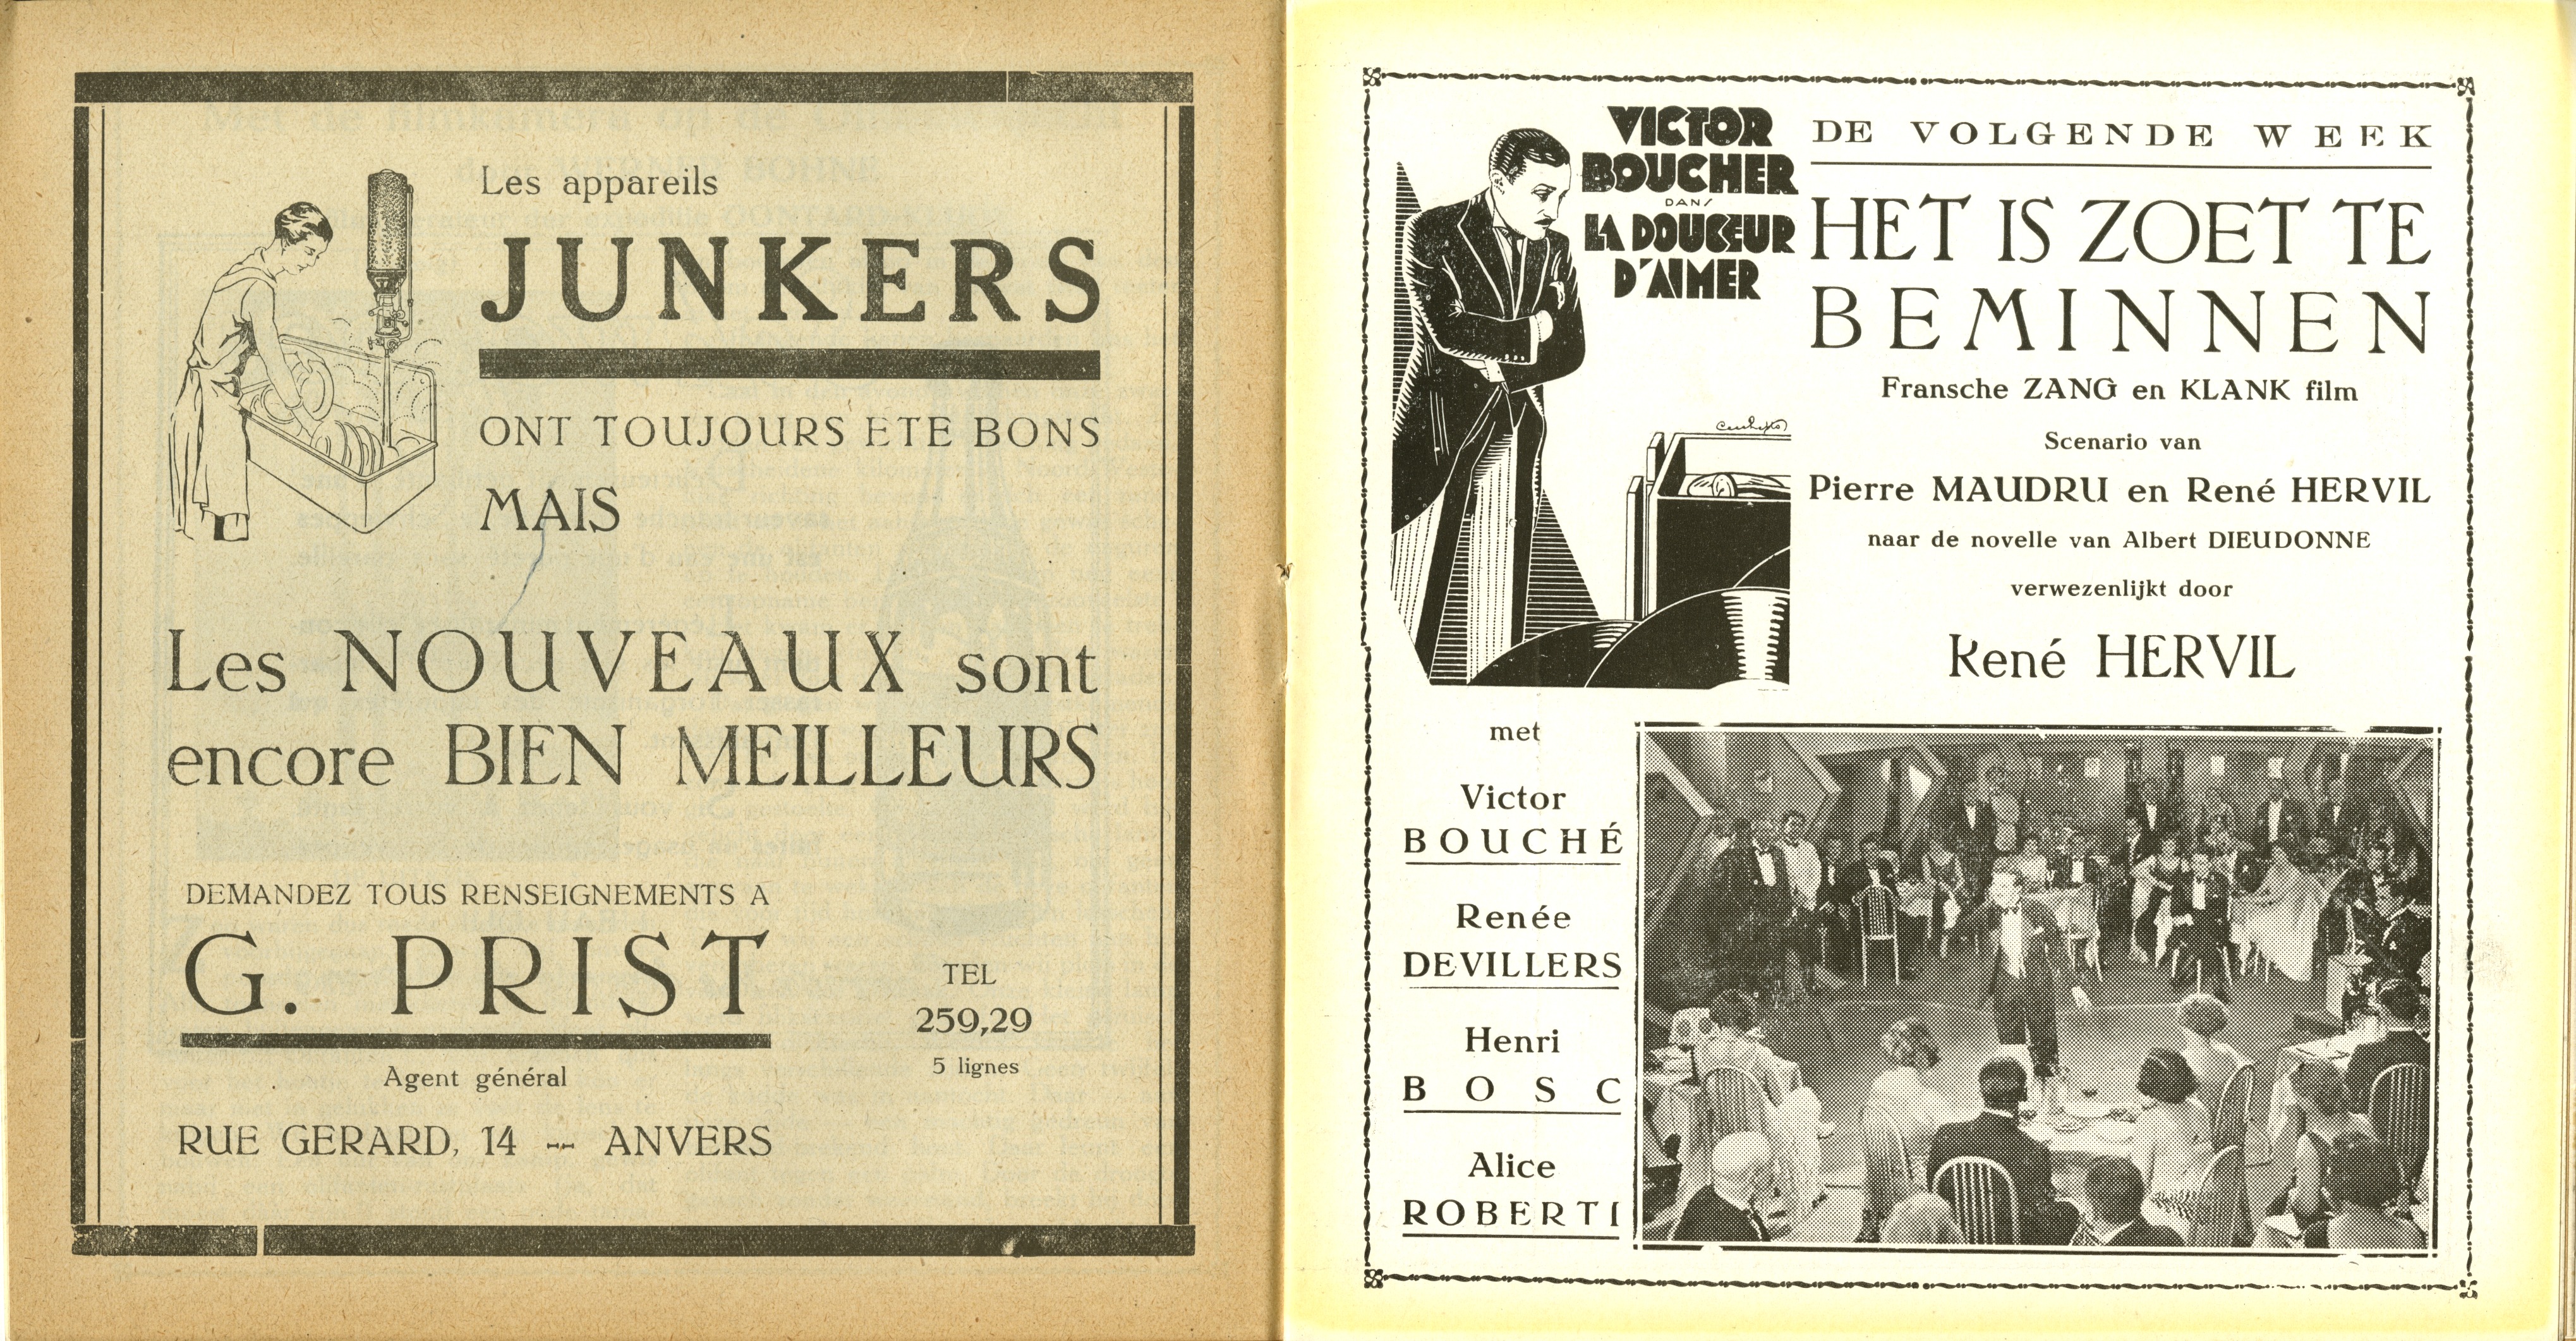 Les appareils
JUNKERS
ONT TOUJOURS ETE BONS
MAIS
Les NOUVEAUX sont
encore BIEN MEILLEURS
DEMANDEZ TOUS RENSEIGNEMENTS A
G. PRIST
Agent général
RUE GERARD, 14 -- ANVERS
TEL
259,29
5 lignes
VICTOR
BOUCHER
DANS
LA DOUCEUR
D'AIMER
DE VOLGENDE WEEK
HET IS ZOET TE
BEMINNEN
Fransche ZANG en KLANK film
Scenario van
Pierre MAUDRU en René HERVIL
naar de novelle van Albert DIEUDONNE
verwezenlijkt door
René HERVIL
met
Victor
BOUCHÉ
Renée
DEVILLERS
Henri
BOSC
Alice
ROBERTI